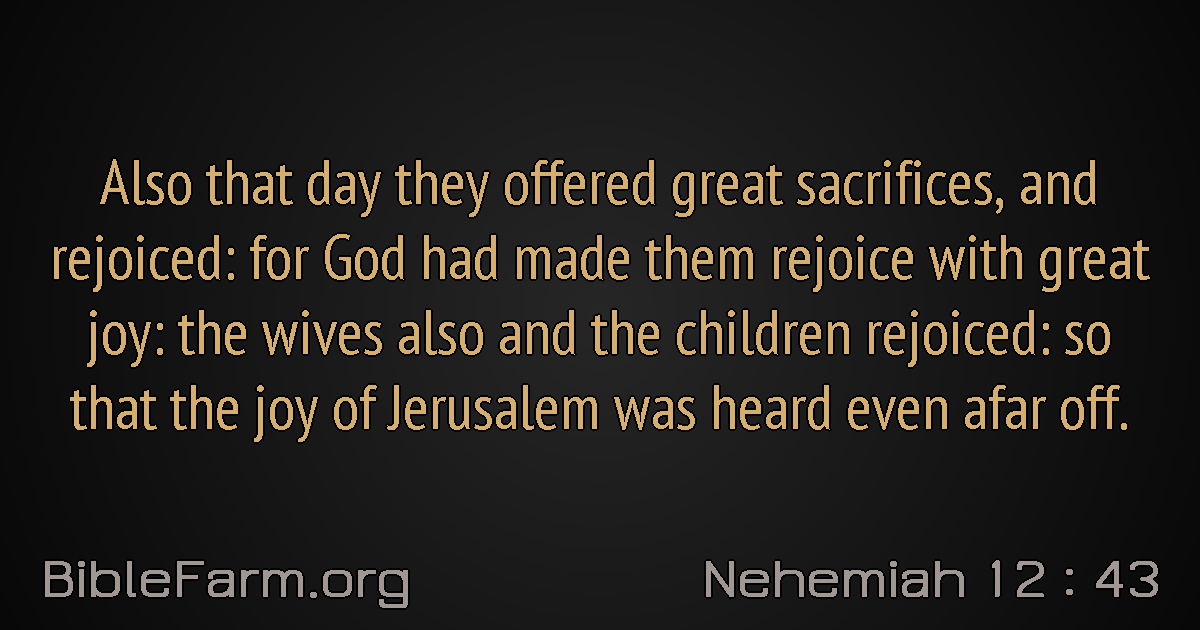 Also that day they offered great sacrifices, and
rejoiced: for God had made them rejoice with great
joy: the wives also and the children rejoiced: so
that the joy of Jerusalem was heard even afar off.
BibleFarm.org
Nehemiah 12 : 43